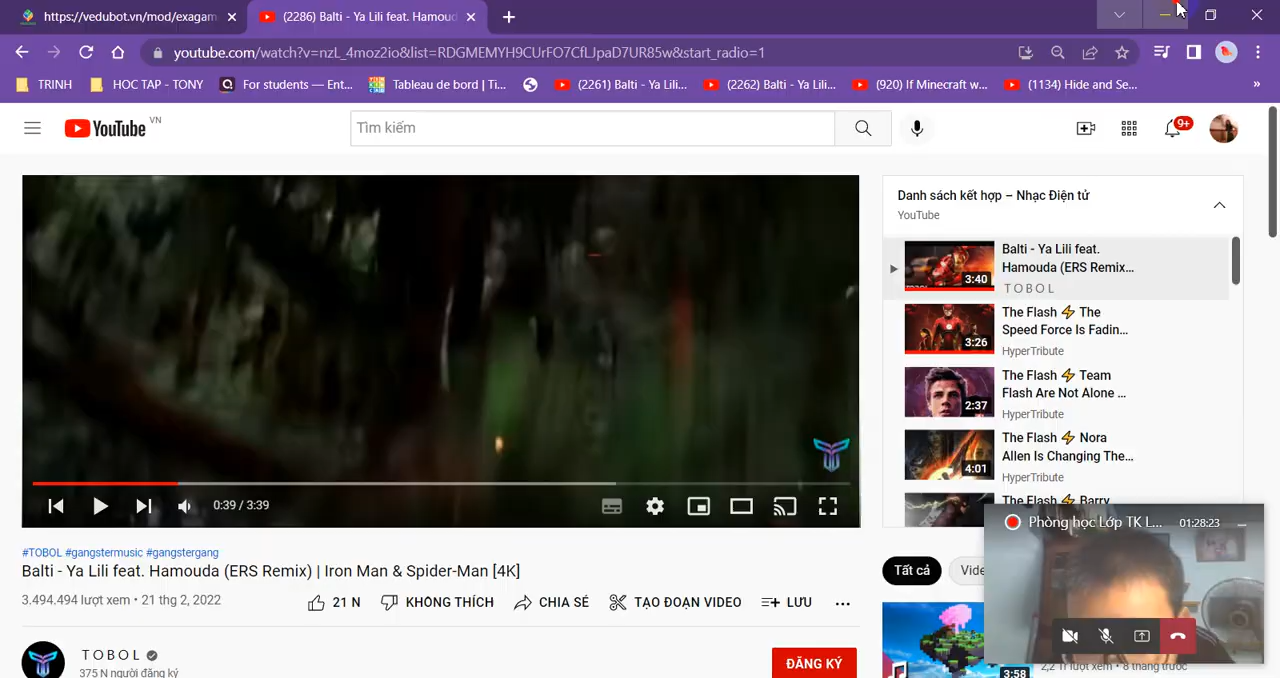 https://vedubot.vn/mod/exagam
(2286) Balti - Ya Lili feat. Hamoud
youtube.com/watch?v=nzL_4moz2io&list=RDGMEMYH9CUrFO7CfLJpaD7UR85w&start_radio=1
TRINH
HOC TAP - TONY
For students — Ent...
Tableau de bord | Ti...
(2261) Balti - Ya Lili...
(2262) Balti - Ya Lili...
(920) If Minecraft w...
(1134) Hide and Se...
»
YouTube VN
Tìm kiếm
9+
Danh sách kết hợp – Nhạc Điện tử
YouTube
Balti - Ya Lili feat.
Hamouda (ERS Remix...
T O B O L
3:40
The Flash ⚡ The
Speed Force Is Fadin...
HyperTribute
3:26
The Flash ⚡ Team
Flash Are Not Alone ...
HyperTribute
2:37
The Flash ⚡ Nora
Allen Is Changing The...
HyperTribute
4:01
The Flash ⚡ Barry
0:39 / 3:39
Phòng học Lớp TK L...
01:28:23
#TOBOL #gangstermusic #gangstergang
Balti - Ya Lili feat. Hamouda (ERS Remix) | Iron Man & Spider-Man [4K]
3.494.494 lượt xem • 21 thg 2, 2022
21 N
KHÔNG THÍCH
CHIA SẺ
TẠO ĐOẠN VIDEO
LƯU
Tất cả
Vide
T O B O L
375 N người đăng ký
ĐĂNG KÝ
3:58
2,2 Tr lượt xem • 8 tháng trước